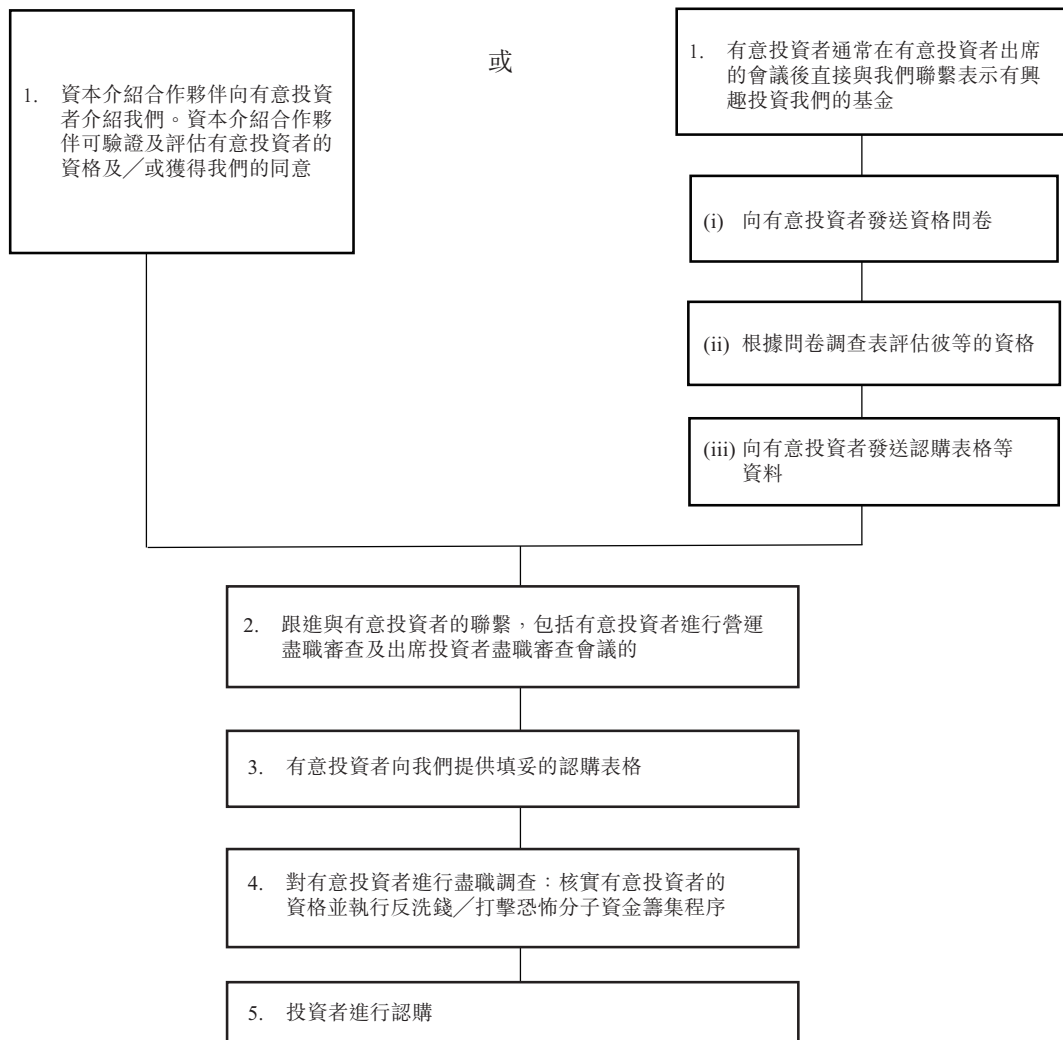 1. 資本介紹合作夥伴向有意投資
者介紹我們。資本介紹合作夥
伴可驗證及評估有意投資者的
資格及╱或獲得我們的同意
或
1. 有意投資者通常在有意投資者出席
的會議後直接與我們聯繫表示有興
趣投資我們的基金
(i) 向有意投資者發送資格問卷
(ii) 根據問卷調查表評估彼等的資格
(iii) 向有意投資者發送認購表格等
資料
2. 跟進與有意投資者的聯繫，包括有意投資者進行營運
盡職審查及出席投資者盡職審查會議的
3. 有意投資者向我們提供填妥的認購表格
4. 對有意投資者進行盡職調查：核實有意投資者的
資格並執行反洗錢╱打擊恐怖分子資金籌集程序
5. 投資者進行認購